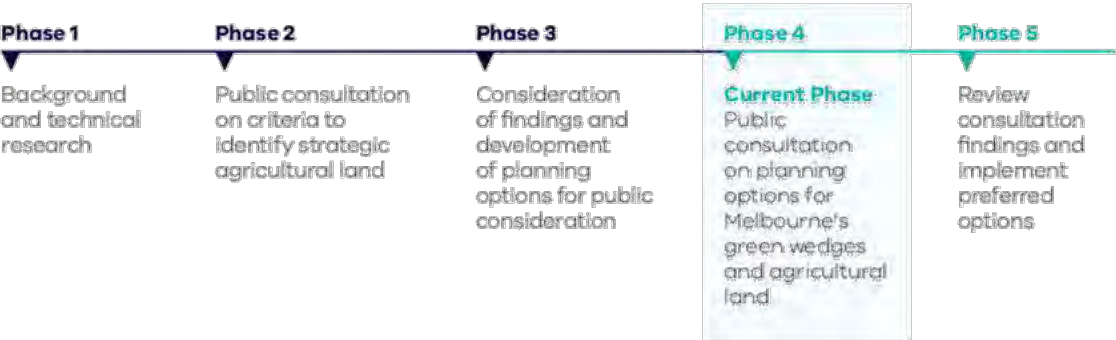 Phase 1
Background
and technical
research
Phase 2
Public consultation
on criteria to
identify strategic
agricultural land
Phase 3
Consideration
of findings and
development
of planning
options for public
consideration
Phase 4
Current Phase
Public
consultation
on planning
options for
Melbourne's
green wedges
and agricultural
land
Phase 5
Review
consultation
findings and
implement
preferred
options